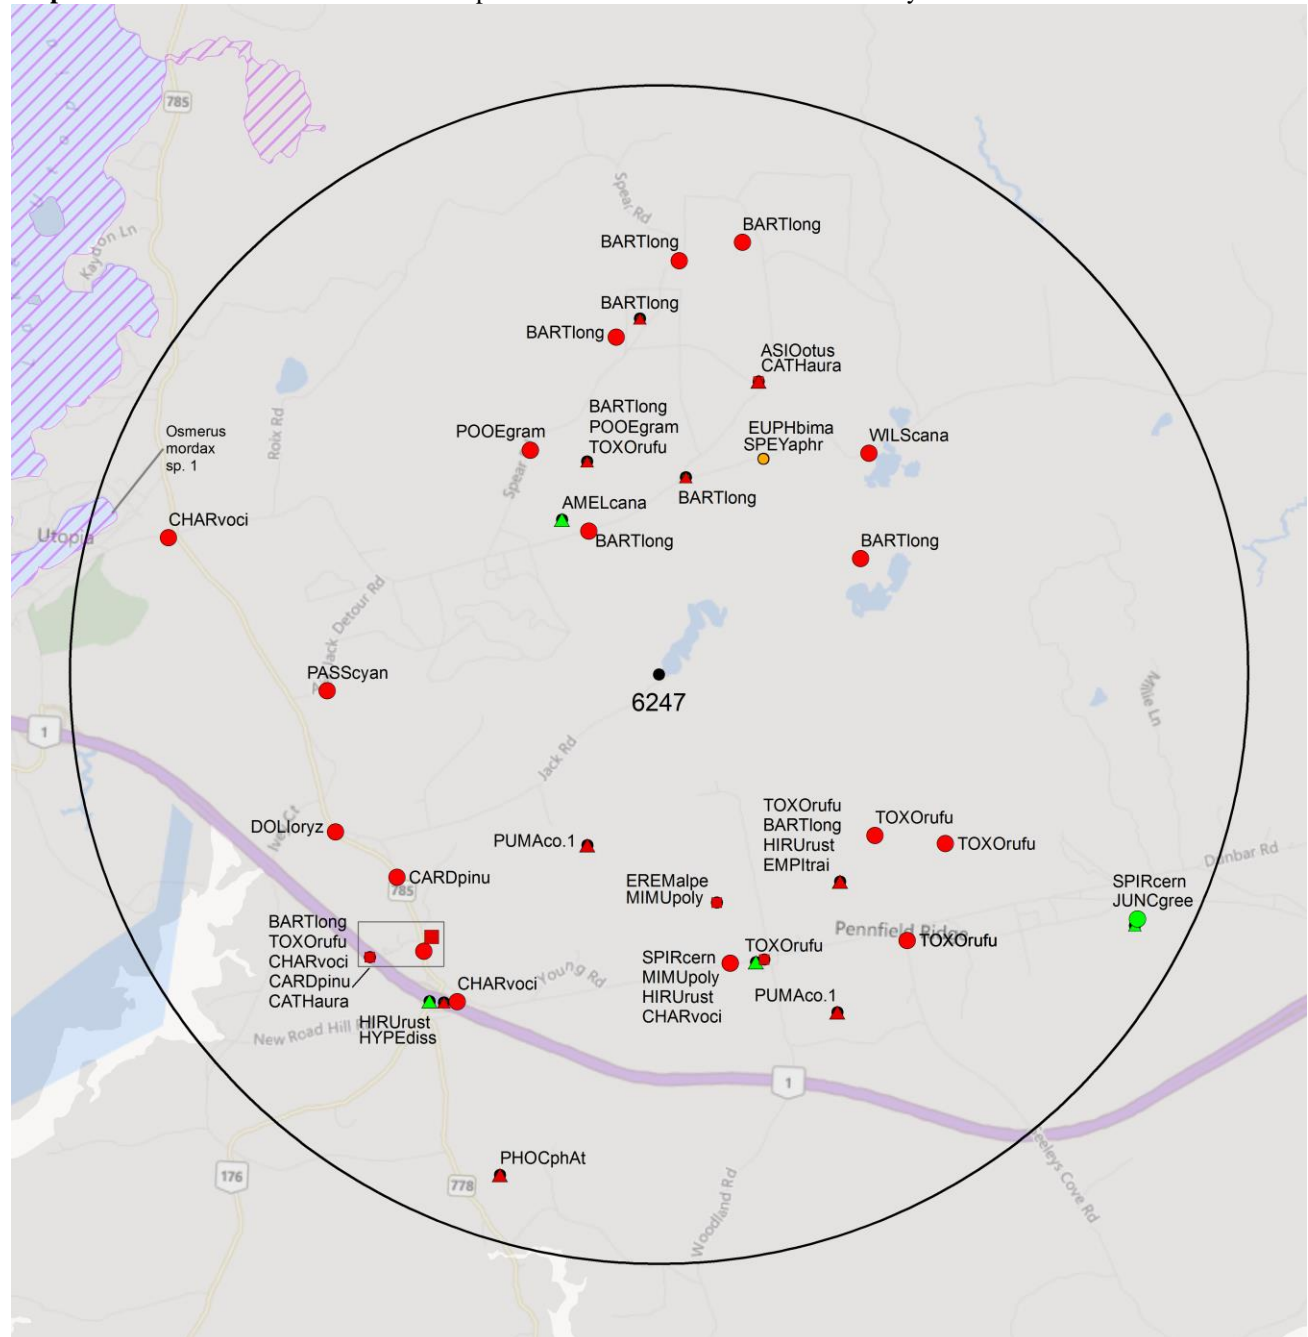 785
Kaydon Ln
Spear Rd
BARTlong
BARTlong
BARTlong
BARTlong
ASIOotus
CATHaura
BARTlong
POOEgram
TOXOrufu
Roix Rd
Osmerus
mordax
sp. 1
POOEgram
EUPHbima
SPEYaphr
WILScana
Spear
BARTlong
AMELcana
CHARvoci
Utopia
BARTlong
BARTlong
Jack Detour Rd
PASScyan
6247
Millie Ln
1
Jack Rd
TOXOrufu
BARTlong
HIRUrust
EMPItrai
TOXOrufu
TOXOrufu
DOLIoryz
Ivey Ct
PUMAco.1
Dunbar Rd
CARDpinu
785
EREMalpe
MIMUpoly
SPIRcern
JUNCgree
BARTlong
TOXOrufu
CHARvoci
CARDpinu
CATHaura
Pennfield Ridge
TOXOrufu
TOXOrufu
SPIRcern
MIMUpoly
HIRUrust
CHARvoci
Young Rd
CHARvoci
PUMAco.1
HIRUrust
HYPEdiss
New Road Hill
1
Seeleys Cove Rd
PHOCphAt
176
778
Woodland Rd